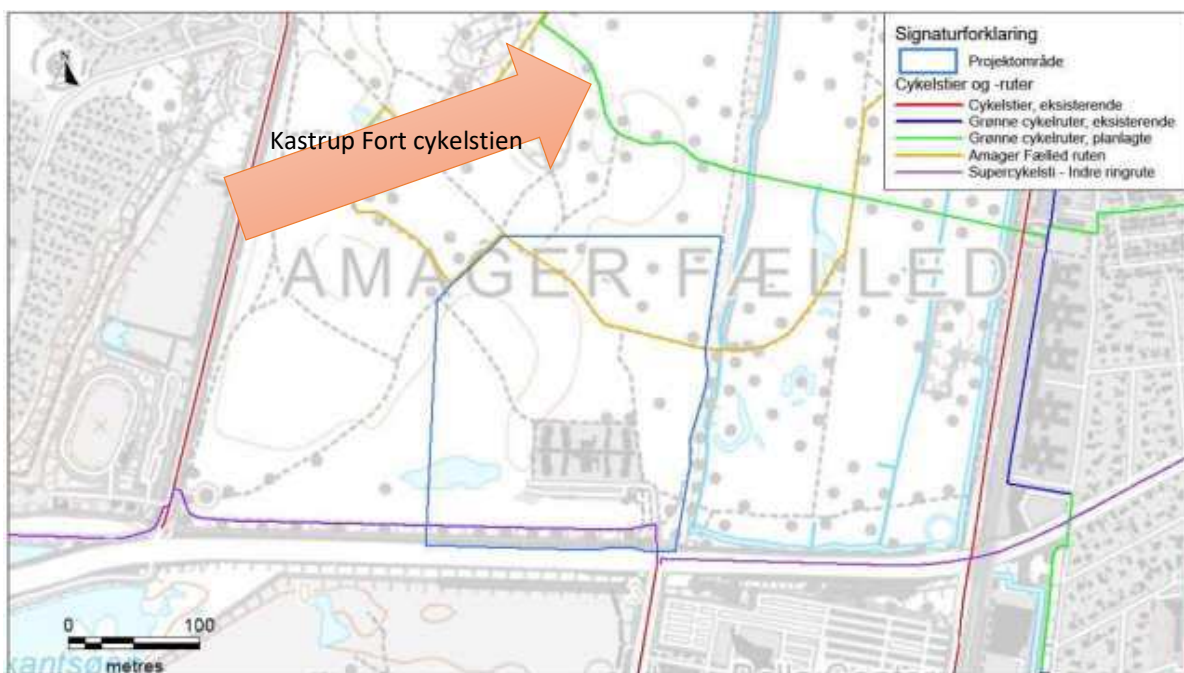 N
Signaturforklaring
Projektområde
Cykelstier og -ruter
Cykelstier, eksisterende
Grønne cykelruter, eksisterende
Grønne cykelruter, planlagte
Amager Fælled ruten
Supercykelsti - Indre ringrute
Kastrup Fort cykelstien
AMAGER FÆLLED
0 100
metres
kantsø